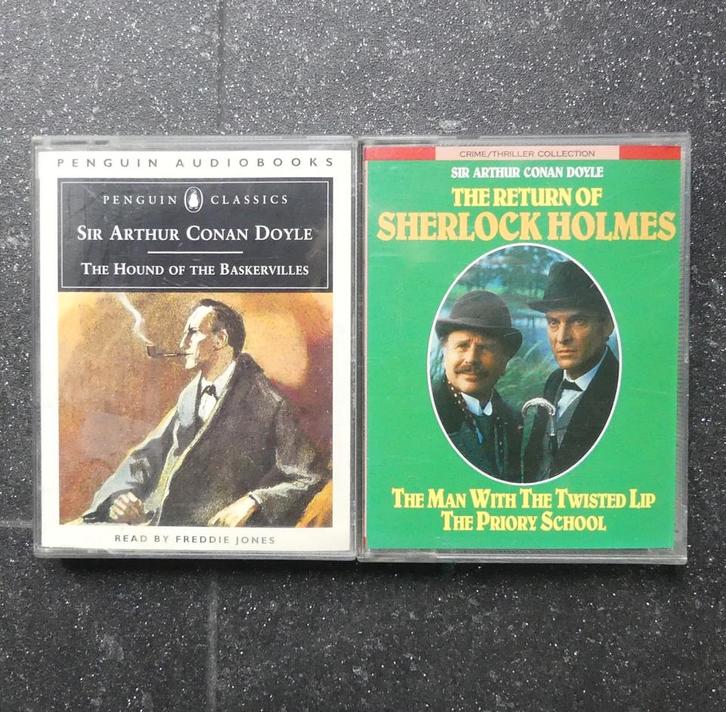 PENGUIN AUDIOBOOKS
PENGUIN CLASSICS
SIR ARTHUR CONAN DOYLE
THE HOUND OF THE BASKERVILLES
READ BY FREDDIE JONES
CRIME/THRILLER COLLECTION
SIR ARTHUR CONAN DOYLE
THE RETURN OF
SHERLOCK HOLMES
THE MAN WITH THE TWISTED LIP
THE PRIORY SCHOOL